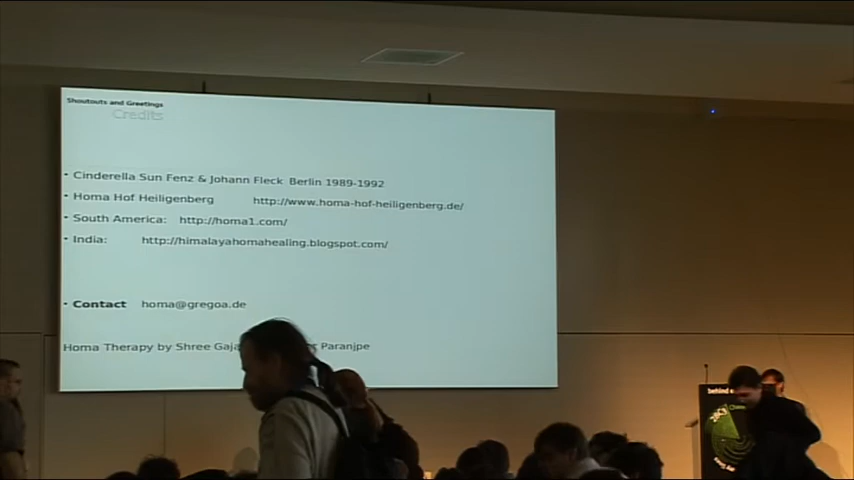 Shoutouts and Greetings
Credits
• Cinderella Sun Fenz & Johann Fleck Berlin 1989-1992
• Homa Hof Heiligenberg http://www.homa-hof-heiligenberg.de/
• South America: http://homa1.com/
• India: http://himalayahomahealing.blogspot.com/
• Contact homa@gregoa.de
Homa Therapy by Shree Paranjpe
behind